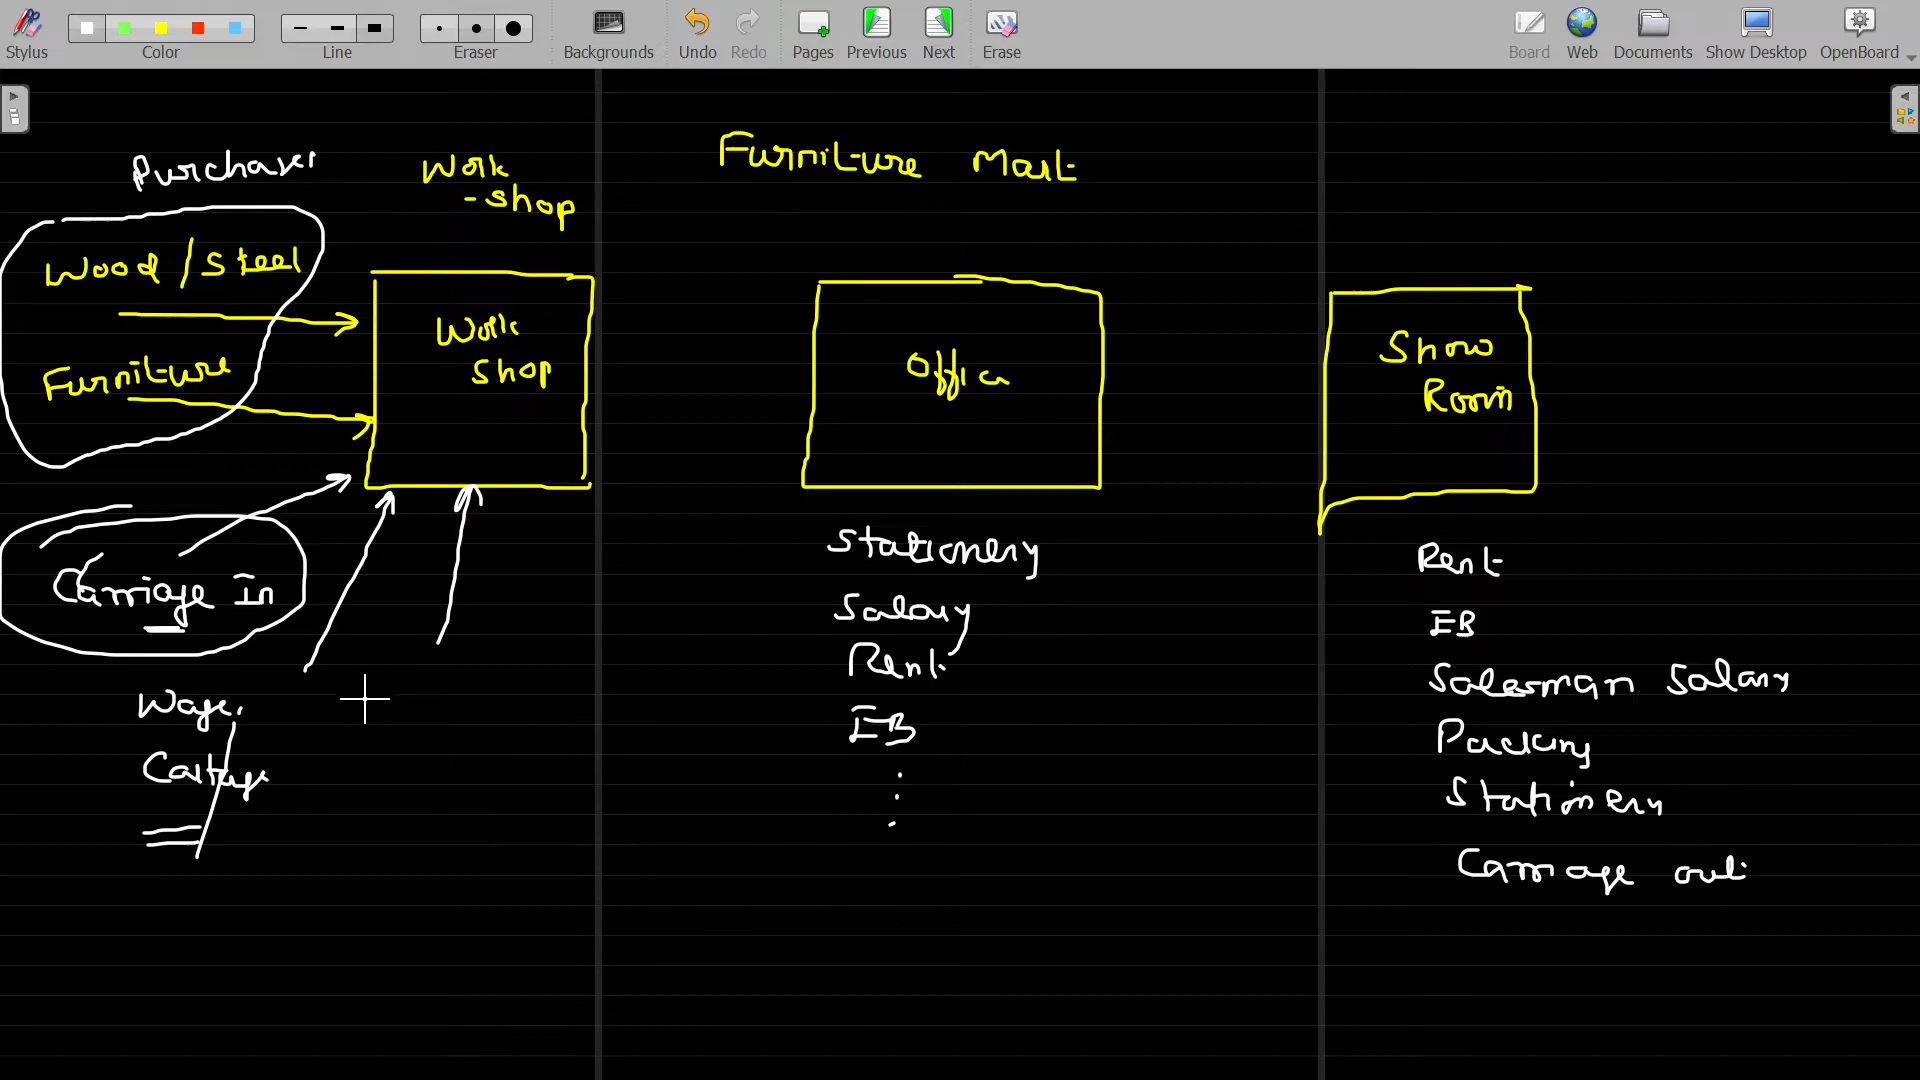 Stylus
Color
Line
Eraser
Backgrounds
Undo
Redo
Pages
Previous
Next
Erase
Board
Web
Documents
Show Desktop
OpenBoard
Purchases
Work
-shop
Furniture Mart
Wood/Steel
Furniture
Work
Shop
Office
Show
Room
Carriage In
Wages
Cartage
Stationery
Salary
Rent
EB
Rent
EB
Salesman Salary
Packing
Stationery
Carriage out